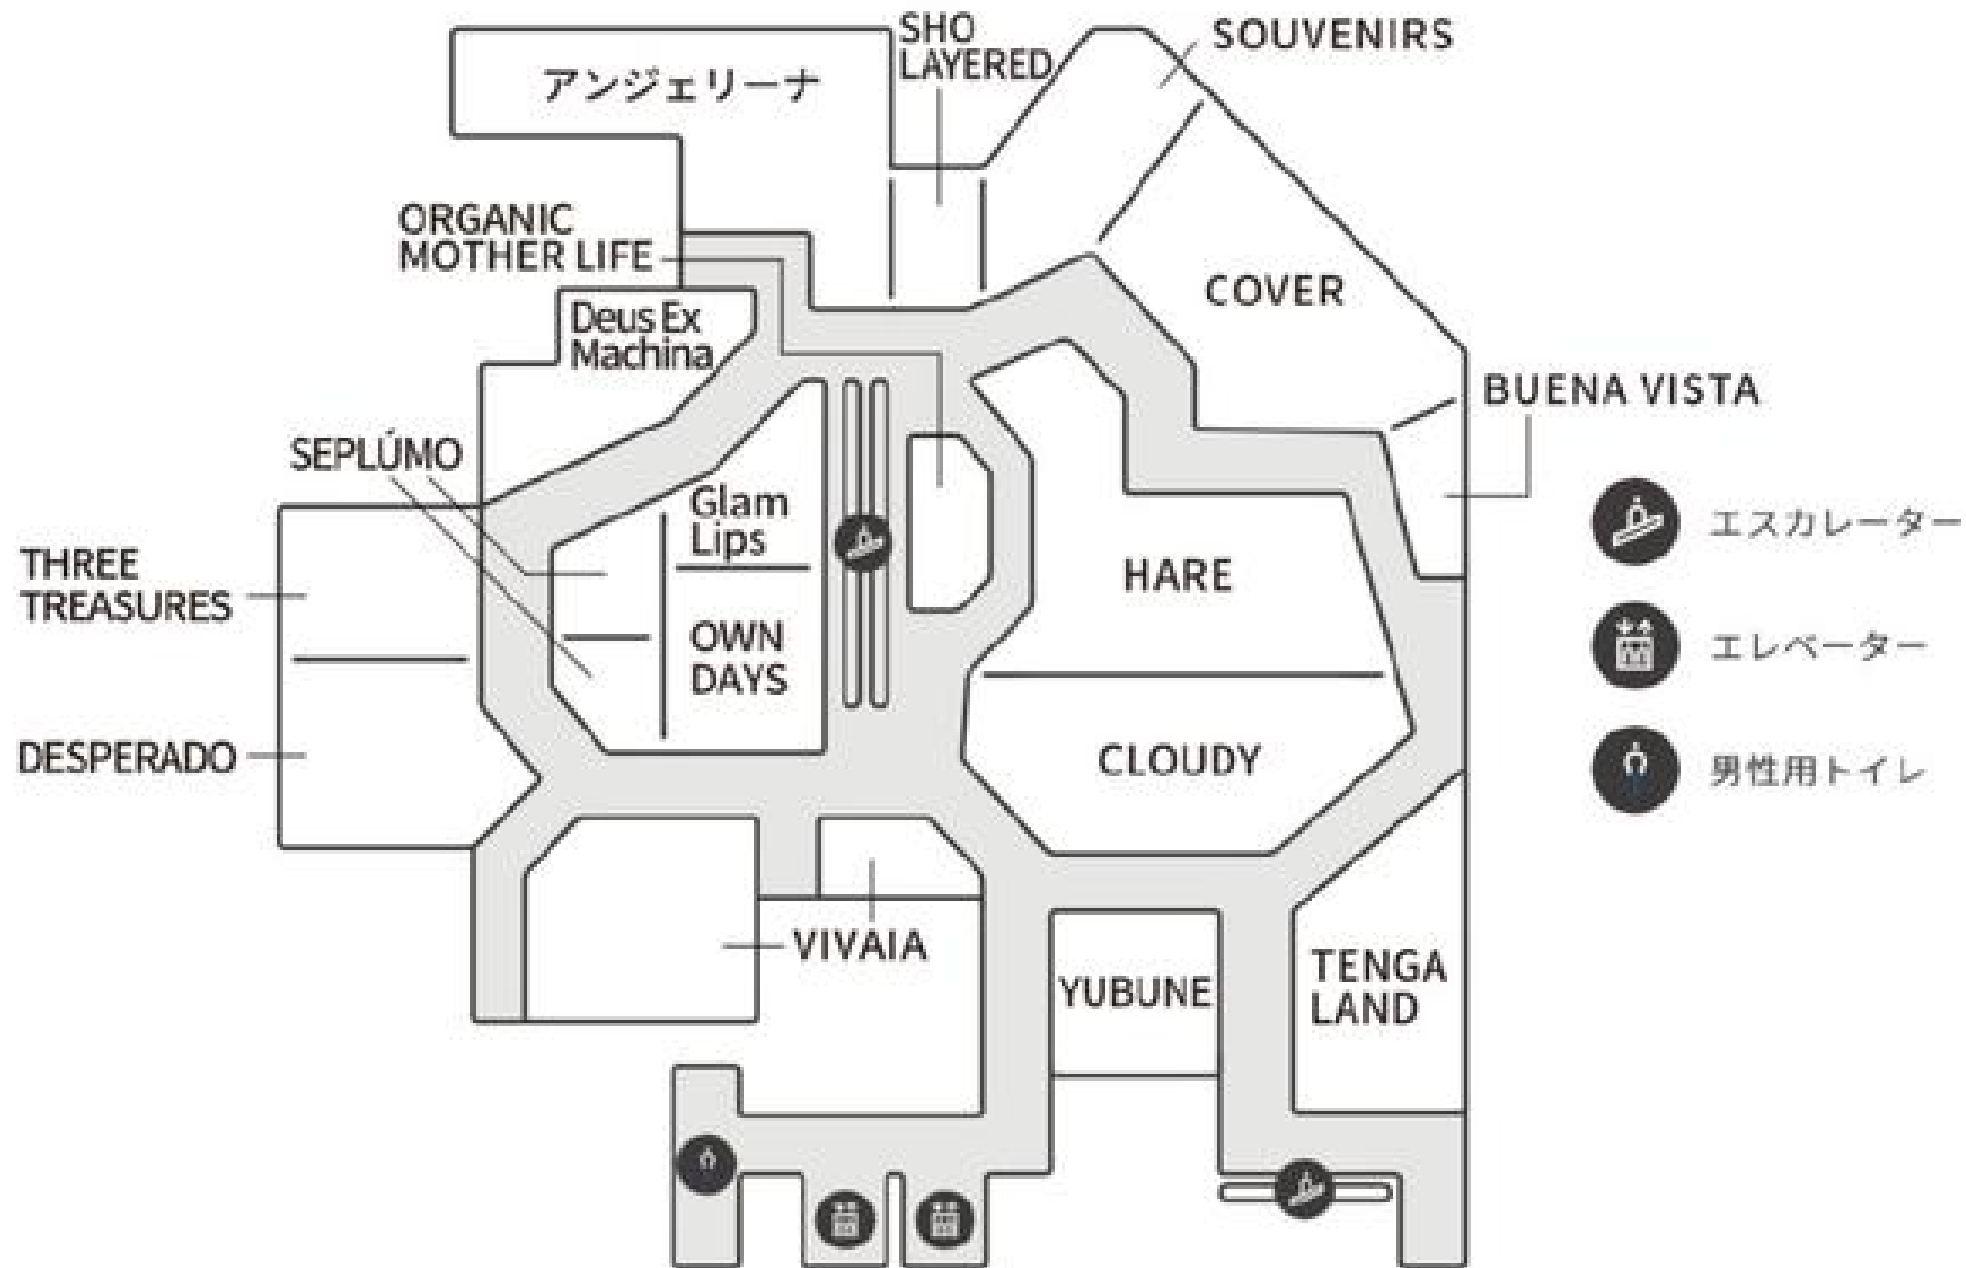 アンジェリーナ
SHO
LAYERED
SOUVENIRS
ORGANIC
MOTHER LIFE
Deus Ex
Machina
COVER
BUENA VISTA
SEPLÚMO
Glam
Lips
THREE
TREASURES
HARE
OWN
DAYS
DESPERADO
CLOUDY
VIVAIA
YUBUNE
TENGA
LAND
エスカレーター
エレベーター
男性用トイレ